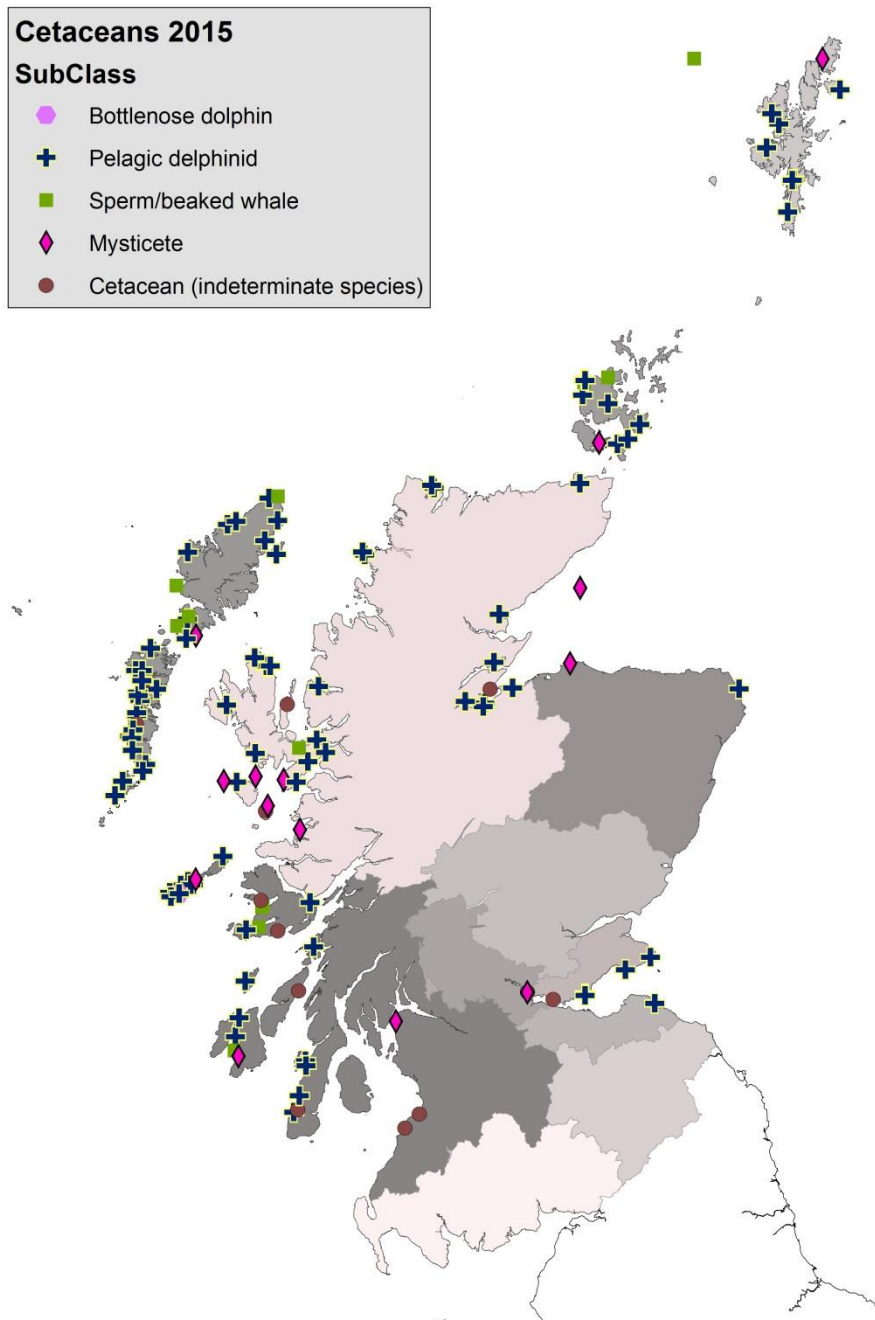 Cetaceans 2015
SubClass
Bottlenose dolphin
Pelagic delphinid
Sperm/beaked whale
Mysticete
Cetacean (indeterminate species)